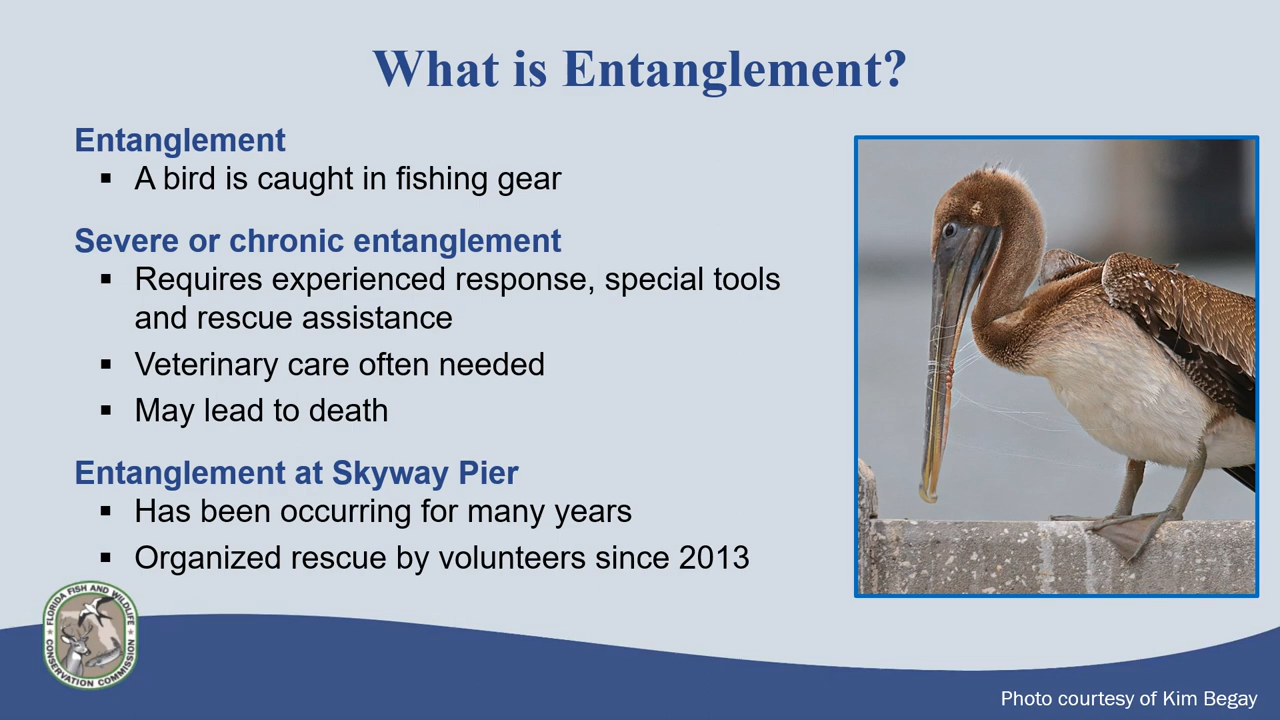 What is Entanglement?
Entanglement
▪ A bird is caught in fishing gear
Severe or chronic entanglement
▪ Requires experienced response, special tools
and rescue assistance
▪ Veterinary care often needed
▪ May lead to death
Entanglement at Skyway Pier
▪ Has been occurring for many years
▪ Organized rescue by volunteers since 2013
FLORIDA FISH AND WILDLIFE
CONSERVATION COMMISSION
Photo courtesy of Kim Begay